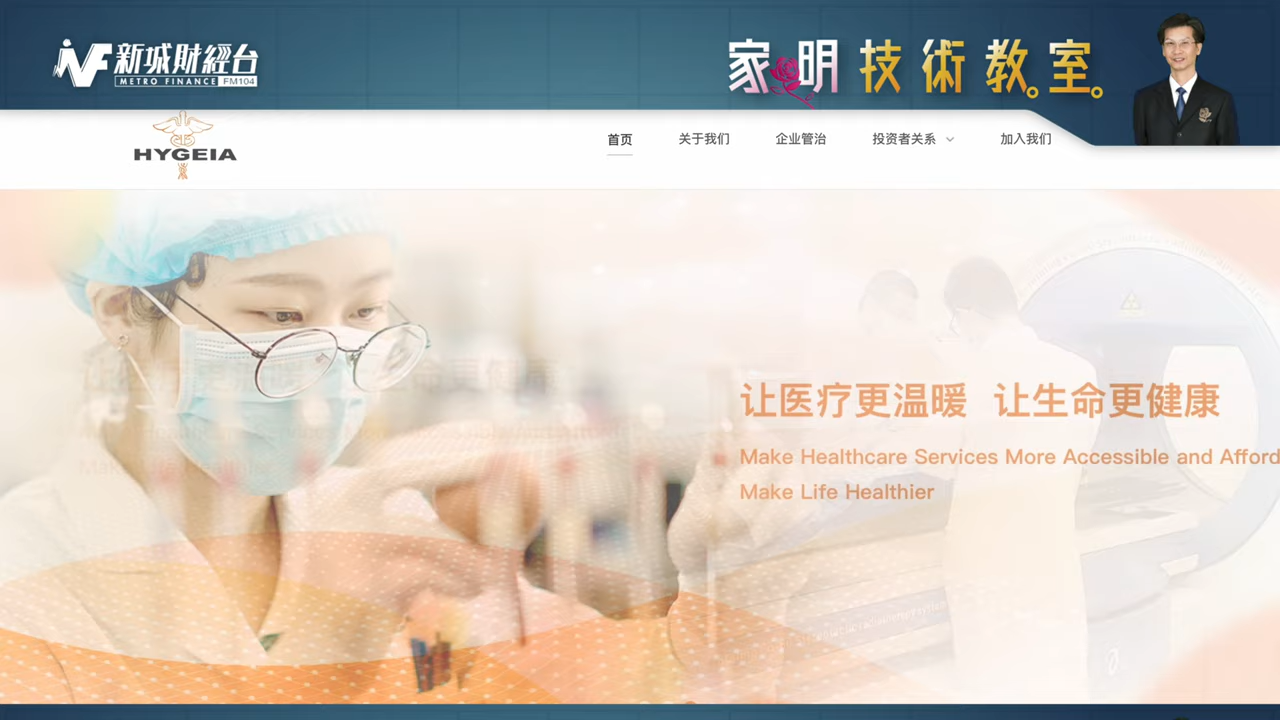 新城財經台
METRO FINANCE FM104
家明技術教室。
HYGEIA
首页
关于我们
企业管治
投资者关系
加入我们
让医疗更温暖 让生命更健康
Make Healthcare Services More Accessible and Afford
Make Life Healthier